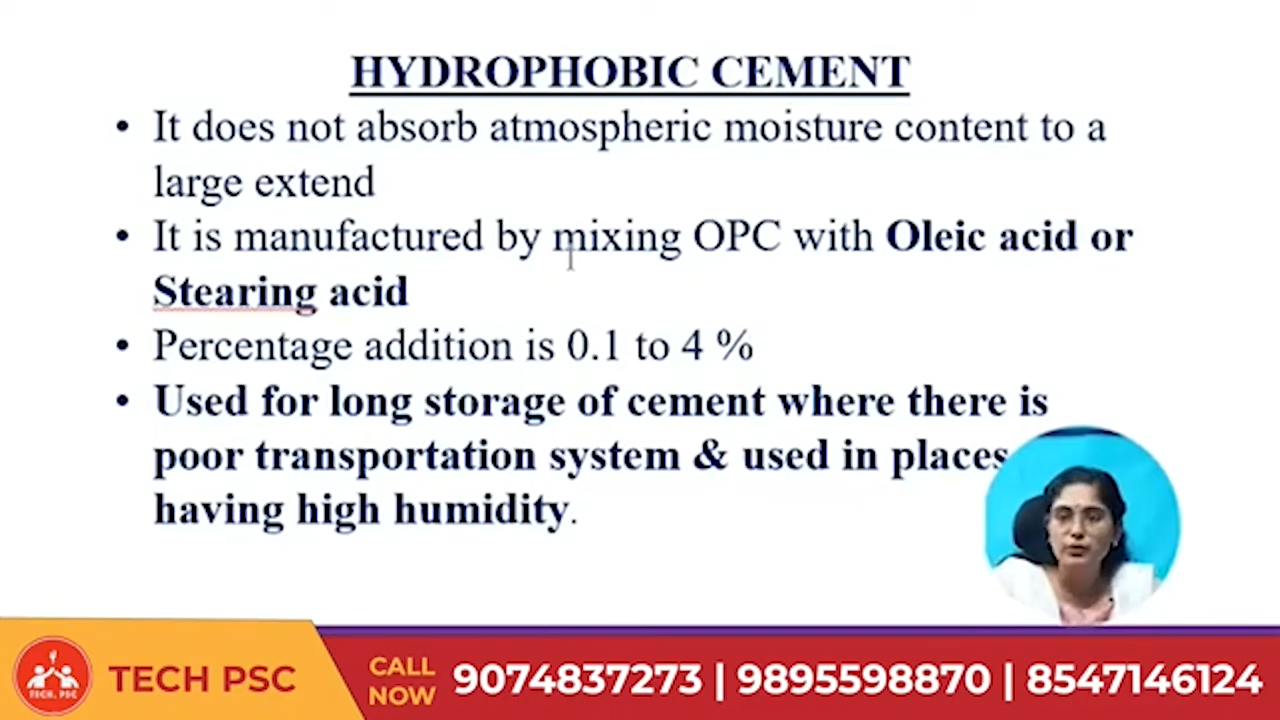 HYDROPHOBIC CEMENT
• It does not absorb atmospheric moisture content to a
large extend
• It is manufactured by mixing OPC with Oleic acid or
Stearing acid
• Percentage addition is 0.1 to 4 %
• Used for long storage of cement where there is
poor transportation system & used in places
having high humidity.
TECH. PSC
TECH PSC
CALL
NOW
9074837273 | 9895598870 | 8547146124